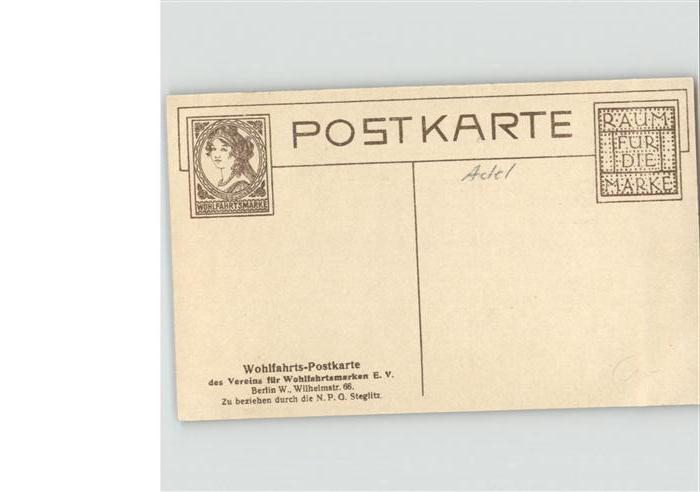 POSTKARTE
WOHLFAHRTSMARKE
RAUM
FÜR
DIE
MARKE
Adel
Wohlfahrts-Postkarte
des Vereins für Wohlfahrtsmarken E. V.
Berlin W., Wilhelmstr. 68.
Zu beziehen durch die N. P. G. Steglitz.